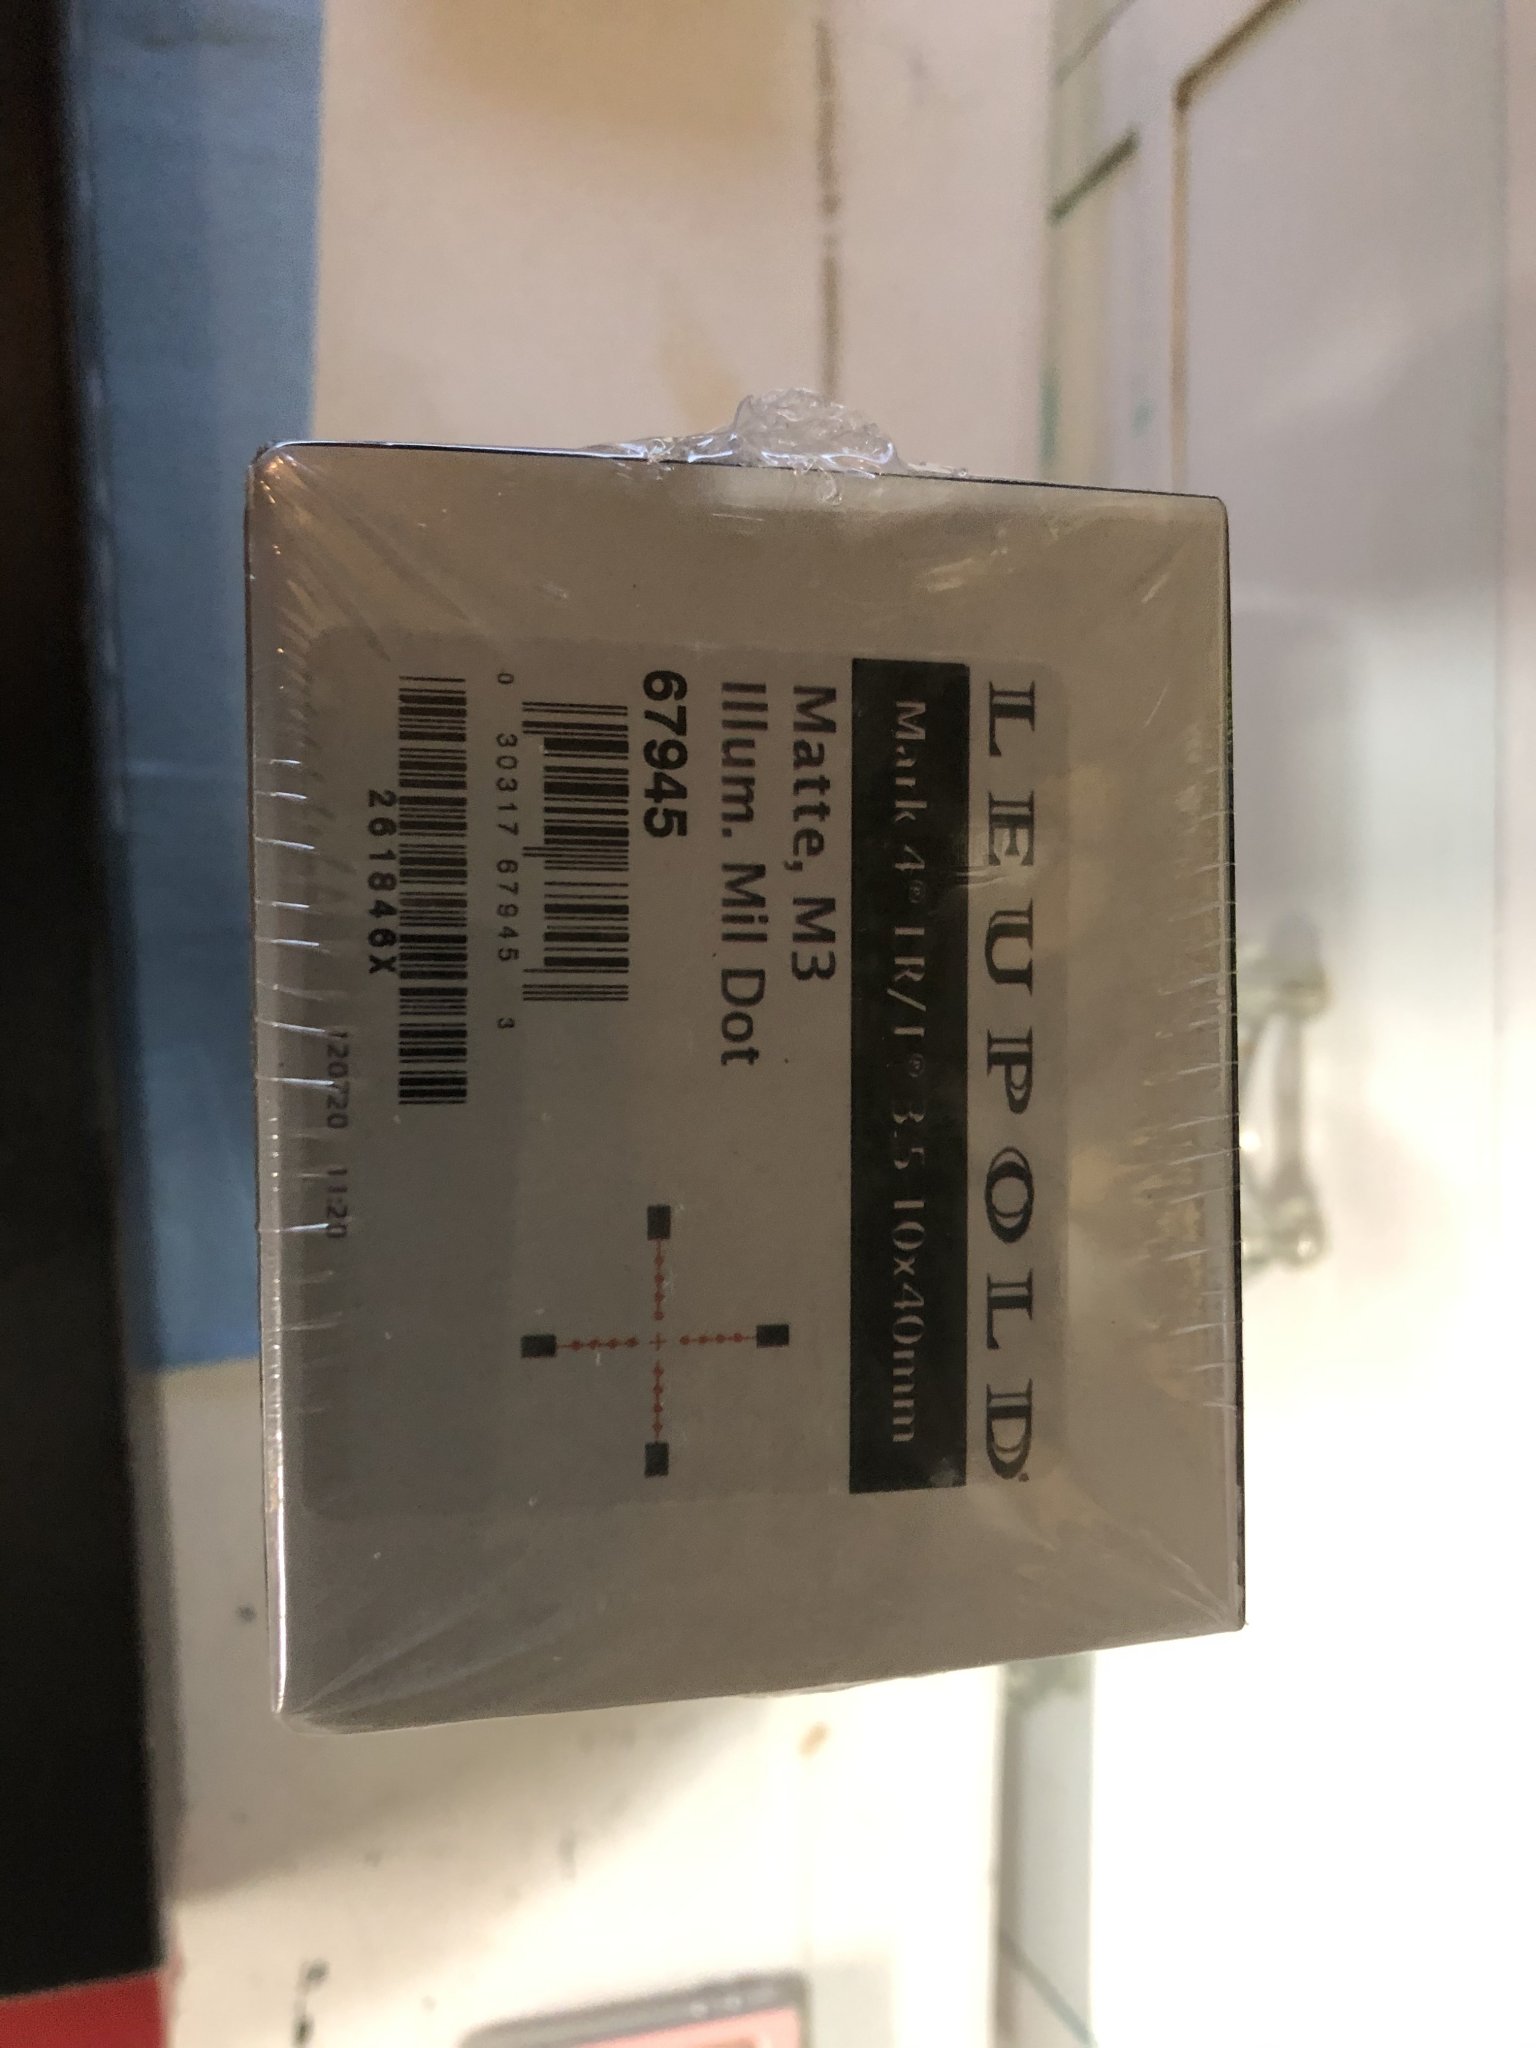 LEUPOLD
Mark 4® LR/T® 3.5-10x40mm
Matte, M3
Illum. Mil Dot
67945
0 30317 67945 3
261846X
120720 11:20